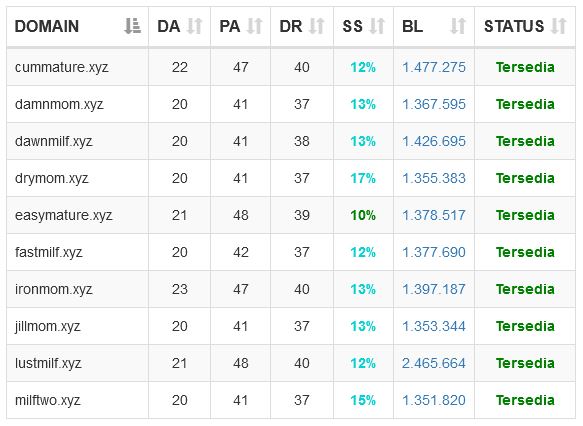 DOMAIN DA PA DR SS BL STATUS
cummature.xyz 22 47 40 12% 1.477.275 Tersedia
damnmom.xyz 20 41 37 13% 1.367.595 Tersedia
dawnmilf.xyz 20 41 38 13% 1.426.695 Tersedia
drymom.xyz 20 41 37 17% 1.355.383 Tersedia
easymature.xyz 21 48 39 10% 1.378.517 Tersedia
fastmilf.xyz 20 42 37 12% 1.377.690 Tersedia
ironmom.xyz 23 47 40 13% 1.397.187 Tersedia
jillmom.xyz 20 41 37 13% 1.353.344 Tersedia
lustmilf.xyz 21 48 40 12% 2.465.664 Tersedia
milftwo.xyz 20 41 37 15% 1.351.820 Tersedia